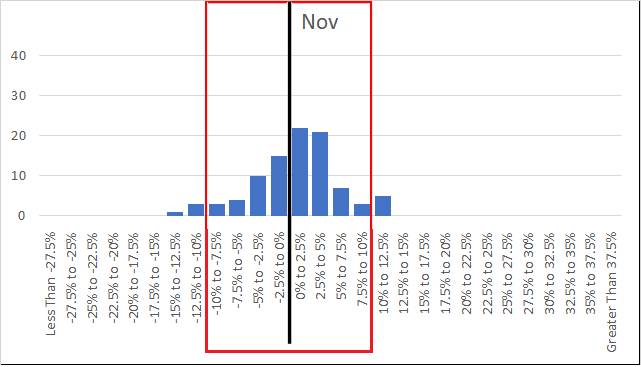 Nov
40
30
20
10
0
Less Than -27.5%
-27.5% to -25%
-25% to -22.5%
-22.5% to -20%
-20% to -17.5%
-17.5% to -15%
-15% to -12.5%
-12.5% to -10%
-10% to -7.5%
-7.5% to -5%
-5% to -2.5%
-2.5% to 0%
0% to 2.5%
2.5% to 5%
5% to 7.5%
7.5% to 10%
10% to 12.5%
12.5% to 15%
15% to 17.5%
17.5% to 20%
20% to 22.5%
22.5% to 25%
25% to 27.5%
27.5% to 30%
30% to 32.5%
32.5% to 35%
35% to 37.5%
Greater Than 37.5%